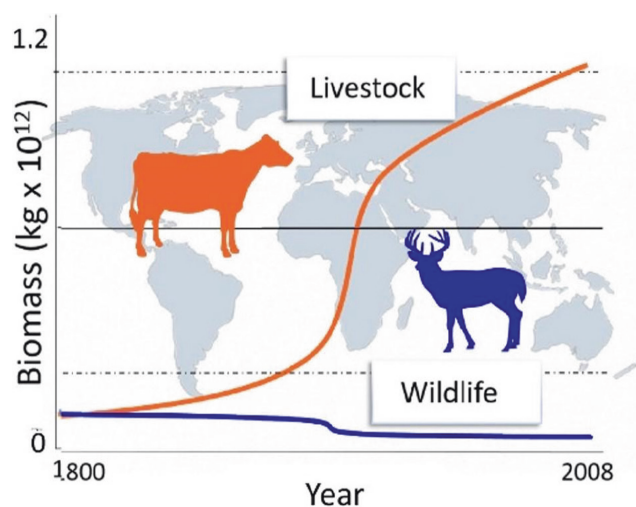 1.2
Livestock
Biomass (kg x 10¹²)
Wildlife
0
1800
2008
Year